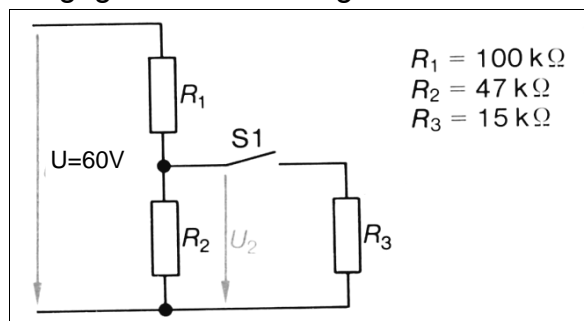 R1 = 100 kΩ
R2 = 47 kΩ
R3 = 15 kΩ
R1
S1
U=60V
R2
U2
R3